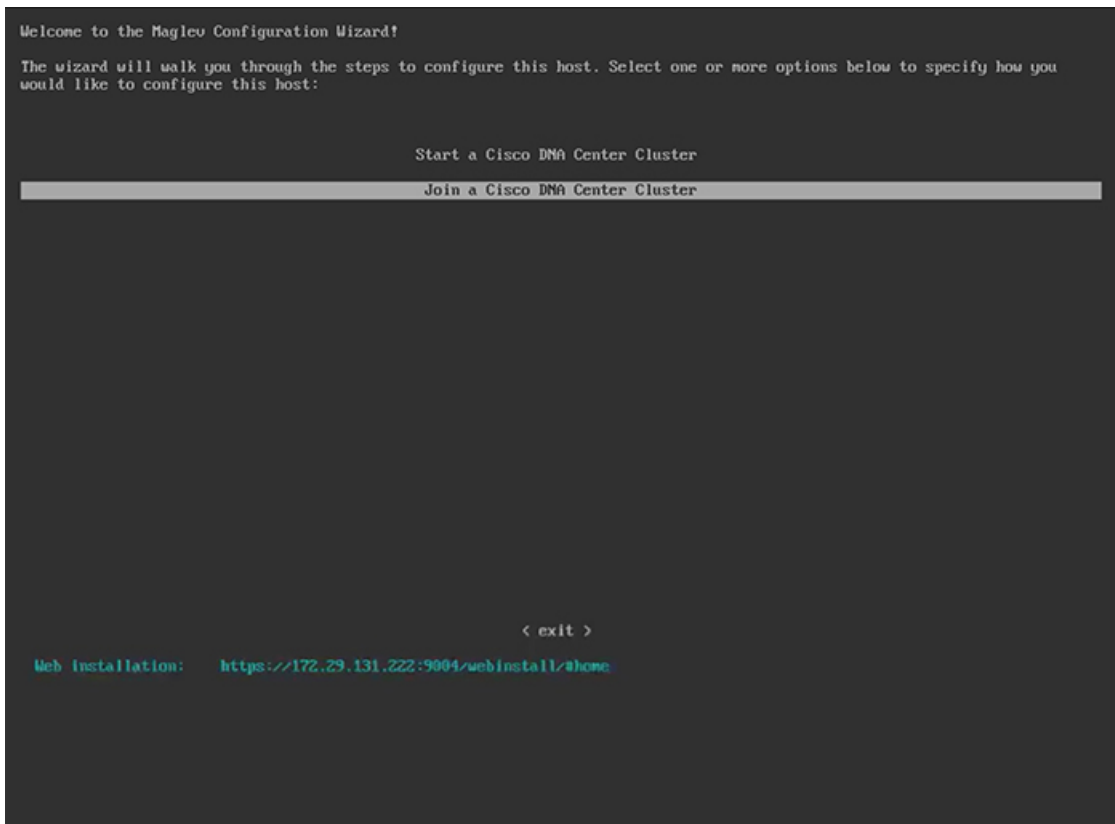 Welcome to the Maglev Configuration Wizard!
The wizard will walk you through the steps to configure this host. Select one or more options below to specify how you
would like to configure this host:
Start a Cisco DNA Center Cluster
Join a Cisco DNA Center Cluster
< exit >
Web installation: https://172.29.131.222:9004/webinstall/#home